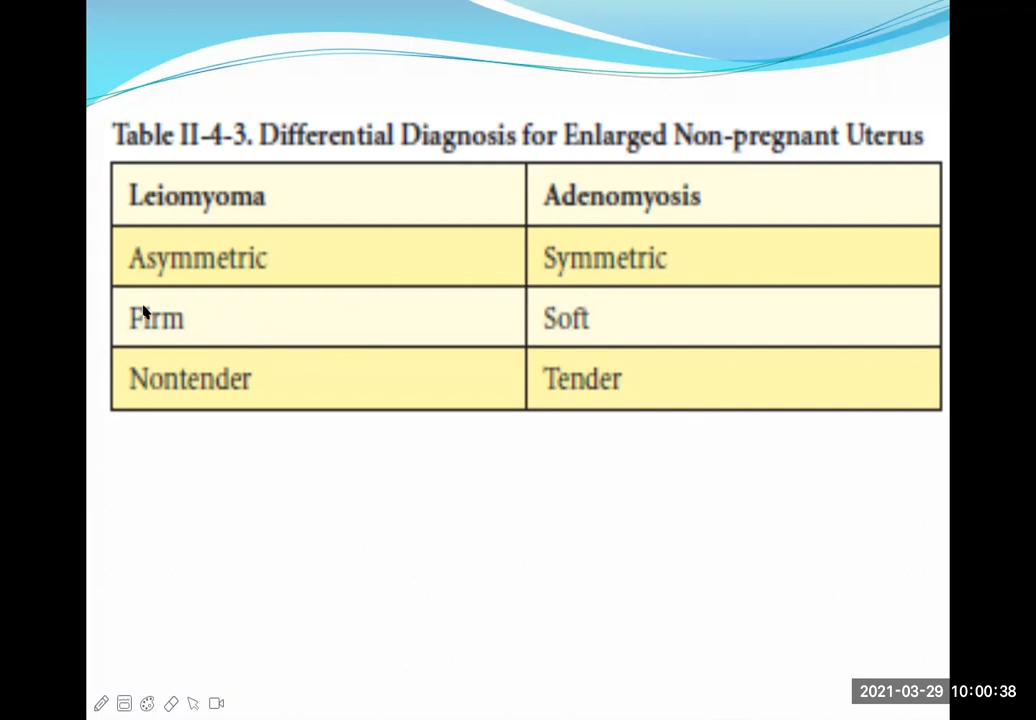 Table II-4-3. Differential Diagnosis for Enlarged Non-pregnant Uterus
Leiomyoma Adenomyosis
Asymmetric Symmetric
Firm Soft
Nontender Tender
2021-03-29 10:00:38